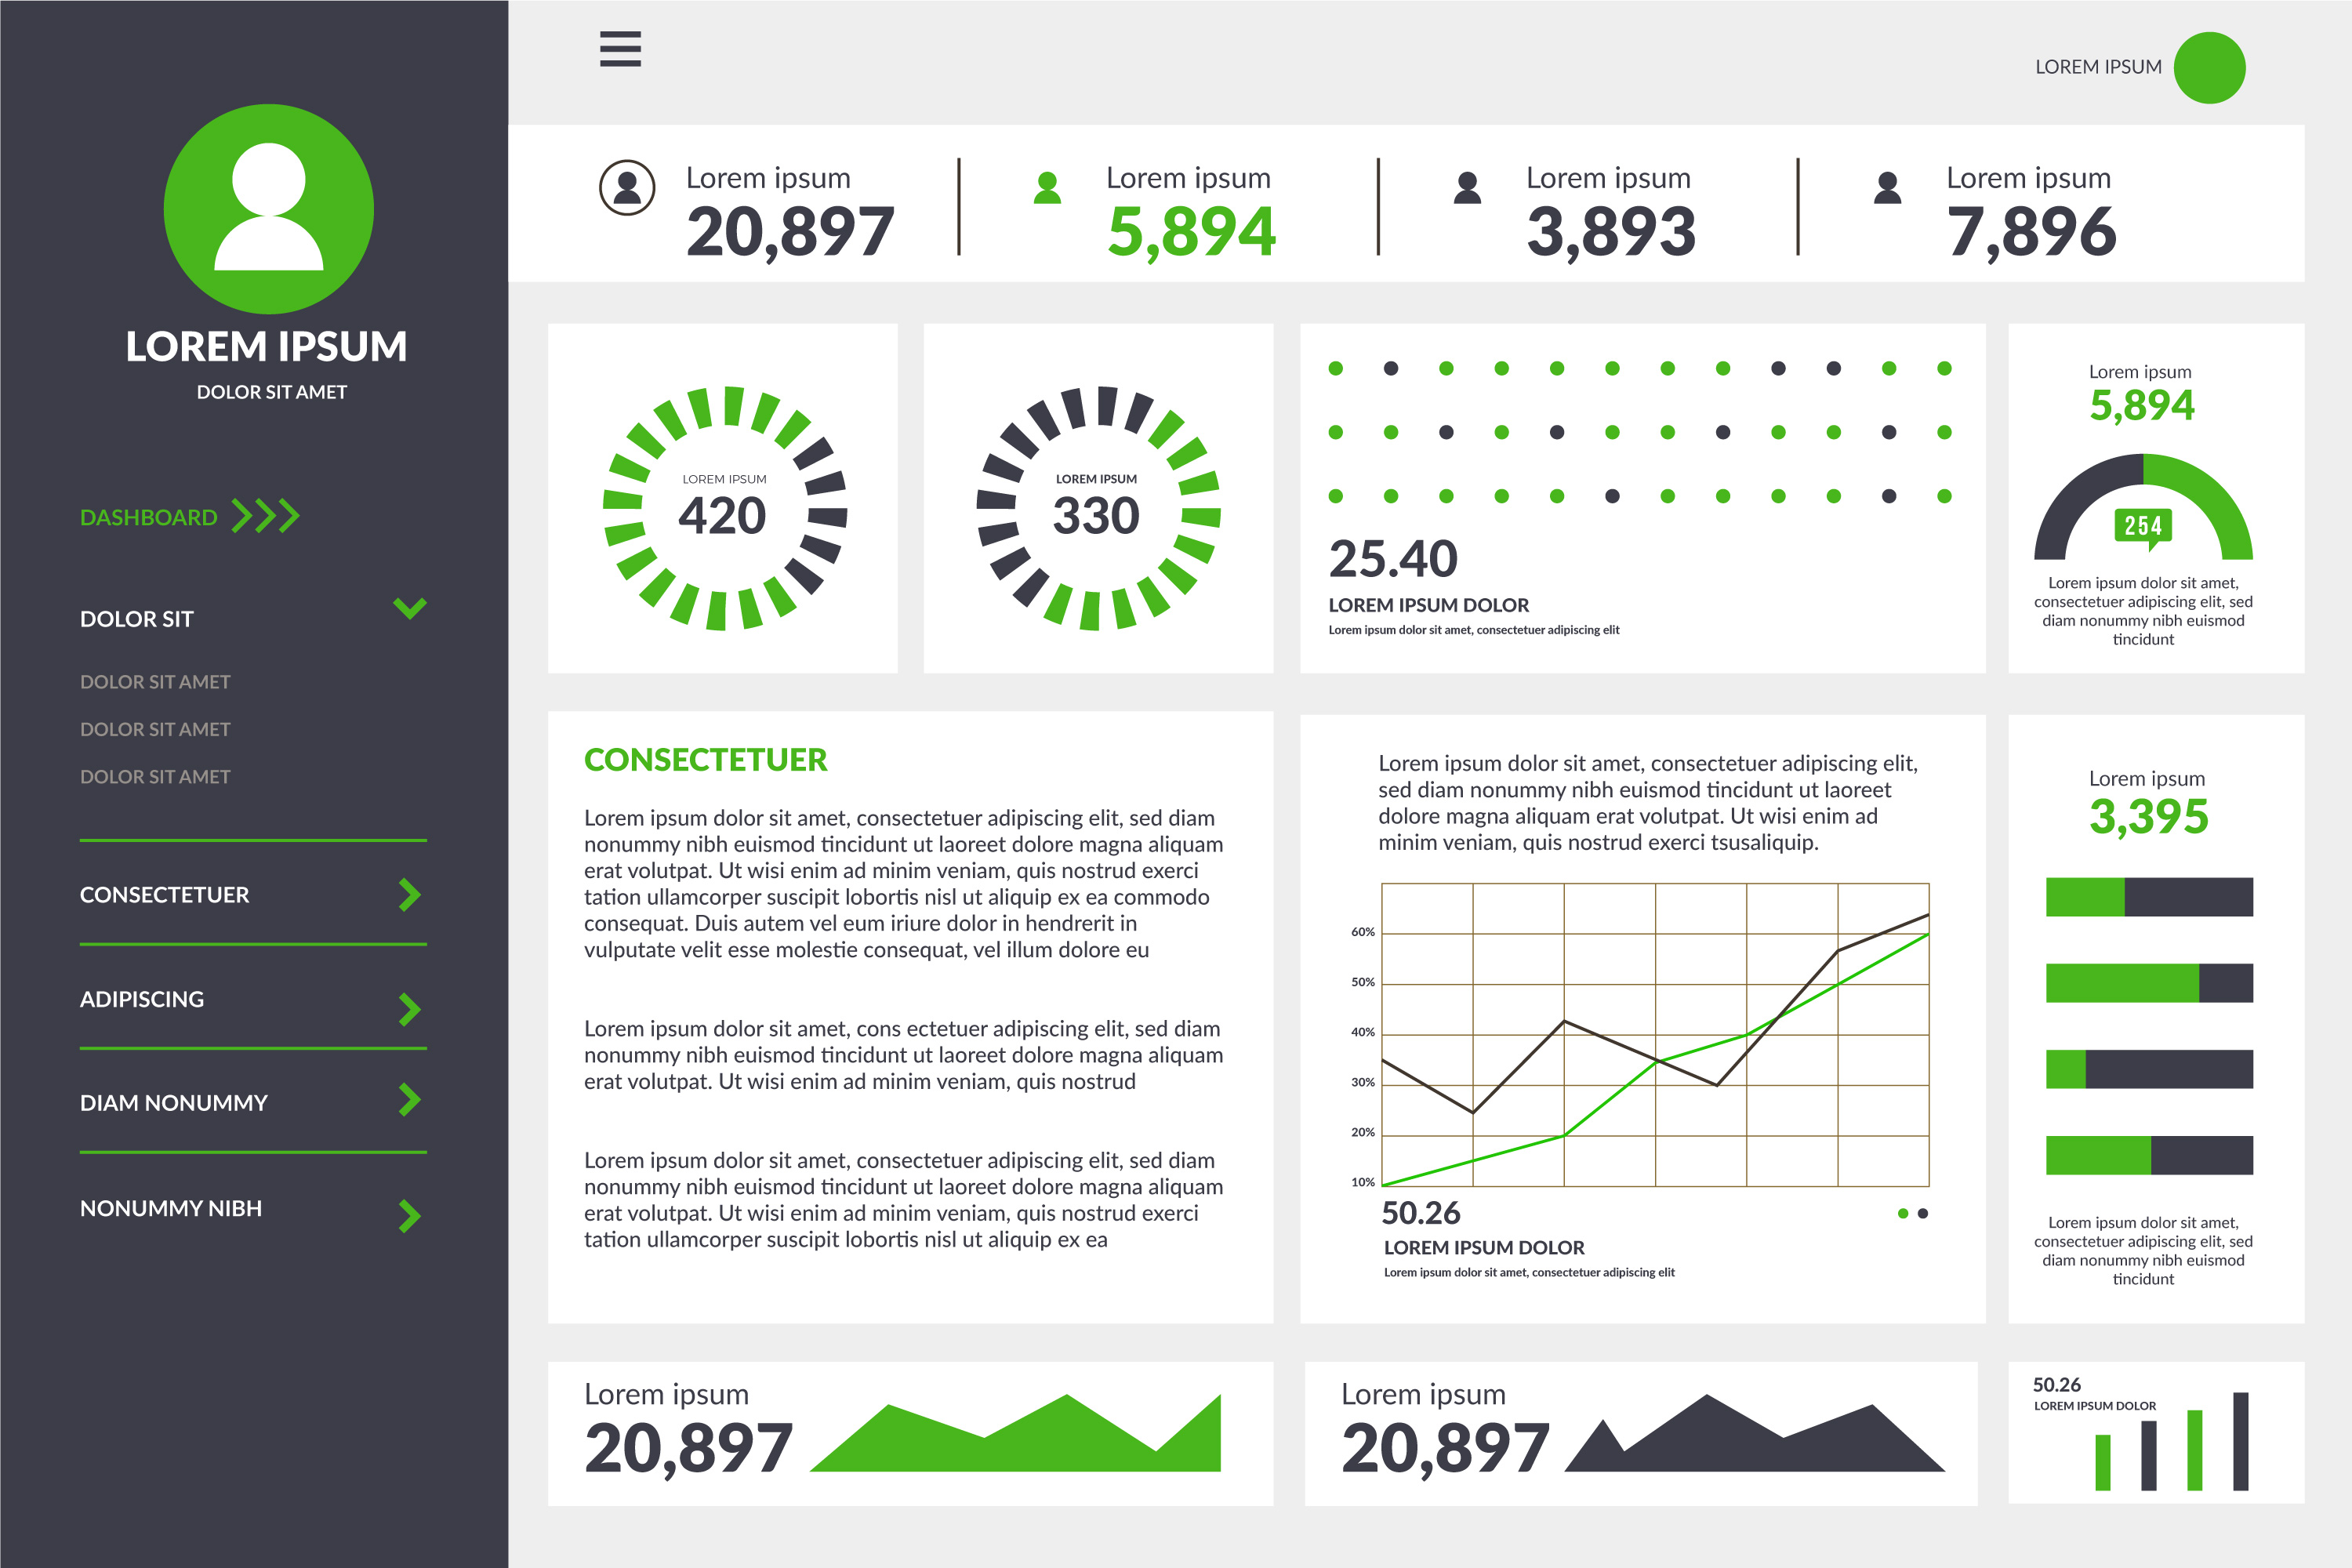 LOREM IPSUM
DOLOR SIT AMET
DASHBOARD
DOLOR SIT
DOLOR SIT AMET
DOLOR SIT AMET
DOLOR SIT AMET
CONSECTETUER
ADIPISCING
DIAM NONUMMY
NONUMMY NIBH
LOREM IPSUM
Lorem ipsum
20,897
Lorem ipsum
5,894
Lorem ipsum
3,893
Lorem ipsum
7,896
LOREM IPSUM
420
LOREM IPSUM
330
25.40
LOREM IPSUM DOLOR
Lorem ipsum dolor sit amet, consectetuer adipiscing elit
Lorem ipsum
5,894
254
Lorem ipsum dolor sit amet,
consectetuer adipiscing elit, sed
diam nonummy nibh euismod
tincidunt
CONSECTETUER
Lorem ipsum dolor sit amet, consectetuer adipiscing elit, sed diam
nonummy nibh euismod tincidunt ut laoreet dolore magna aliquam
erat volutpat. Ut wisi enim ad minim veniam, quis nostrud exerci
tation ullamcorper suscipit lobortis nisl ut aliquip ex ea commodo
consequat. Duis autem vel eum iriure dolor in hendrerit in
vulputate velit esse molestie consequat, vel illum dolore eu
Lorem ipsum dolor sit amet, cons ectetuer adipiscing elit, sed diam
nonummy nibh euismod tincidunt ut laoreet dolore magna aliquam
erat volutpat. Ut wisi enim ad minim veniam, quis nostrud
Lorem ipsum dolor sit amet, consectetuer adipiscing elit, sed diam
nonummy nibh euismod tincidunt ut laoreet dolore magna aliquam
erat volutpat. Ut wisi enim ad minim veniam, quis nostrud exerci
tation ullamcorper suscipit lobortis nisl ut aliquip ex ea
Lorem ipsum dolor sit amet, consectetuer adipiscing elit,
sed diam nonummy nibh euismod tincidunt ut laoreet
dolore magna aliquam erat volutpat. Ut wisi enim ad
minim veniam, quis nostrud exerci tsusaliquip.
60%
50%
40%
30%
20%
10%
50.26
LOREM IPSUM DOLOR
Lorem ipsum dolor sit amet, consectetuer adipiscing elit
Lorem ipsum
3,395
Lorem ipsum dolor sit amet,
consectetuer adipiscing elit, sed
diam nonummy nibh euismod
tincidunt
Lorem ipsum
20,897
Lorem ipsum
20,897
50.26
LOREM IPSUM DOLOR